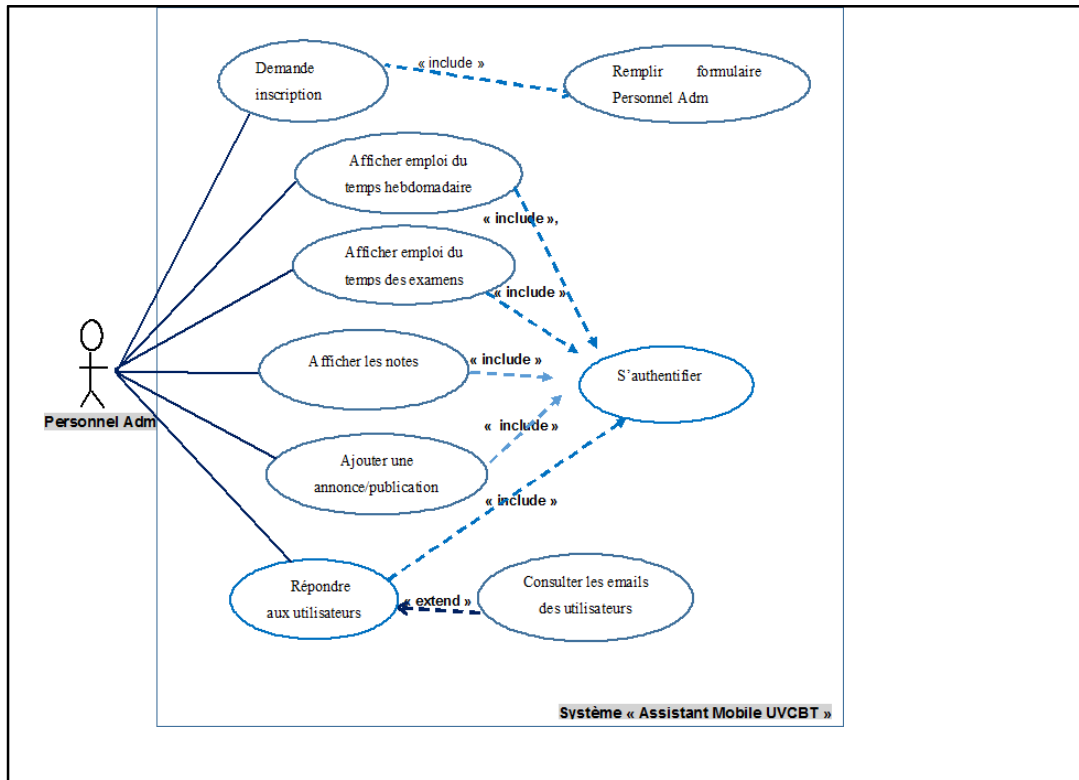 Demande
inscription
« include »
Remplir formulaire
Personnel Adm
Afficher emploi du
temps hebdomadaire
« include »,
Afficher emploi du
temps des examens
« include »
Afficher les notes
« include »
S’authentifier
Personnel Adm
« include »
Ajouter une
annonce/publication
« include »
Répondre
aux utilisateurs
« extend »
Consulter les emails
des utilisateurs
Système « Assistant Mobile UVCBT »